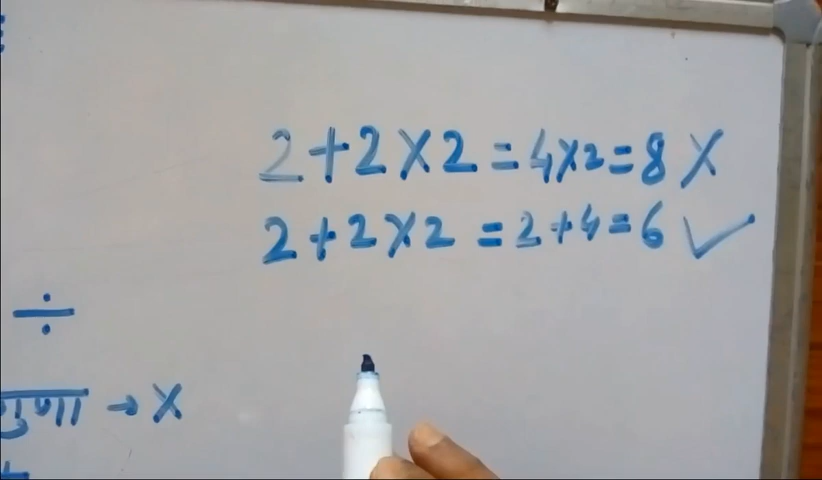 2+2×2=4×2=8 ×
2+2×2=2+4=6 ✓
÷
गुणा → ×